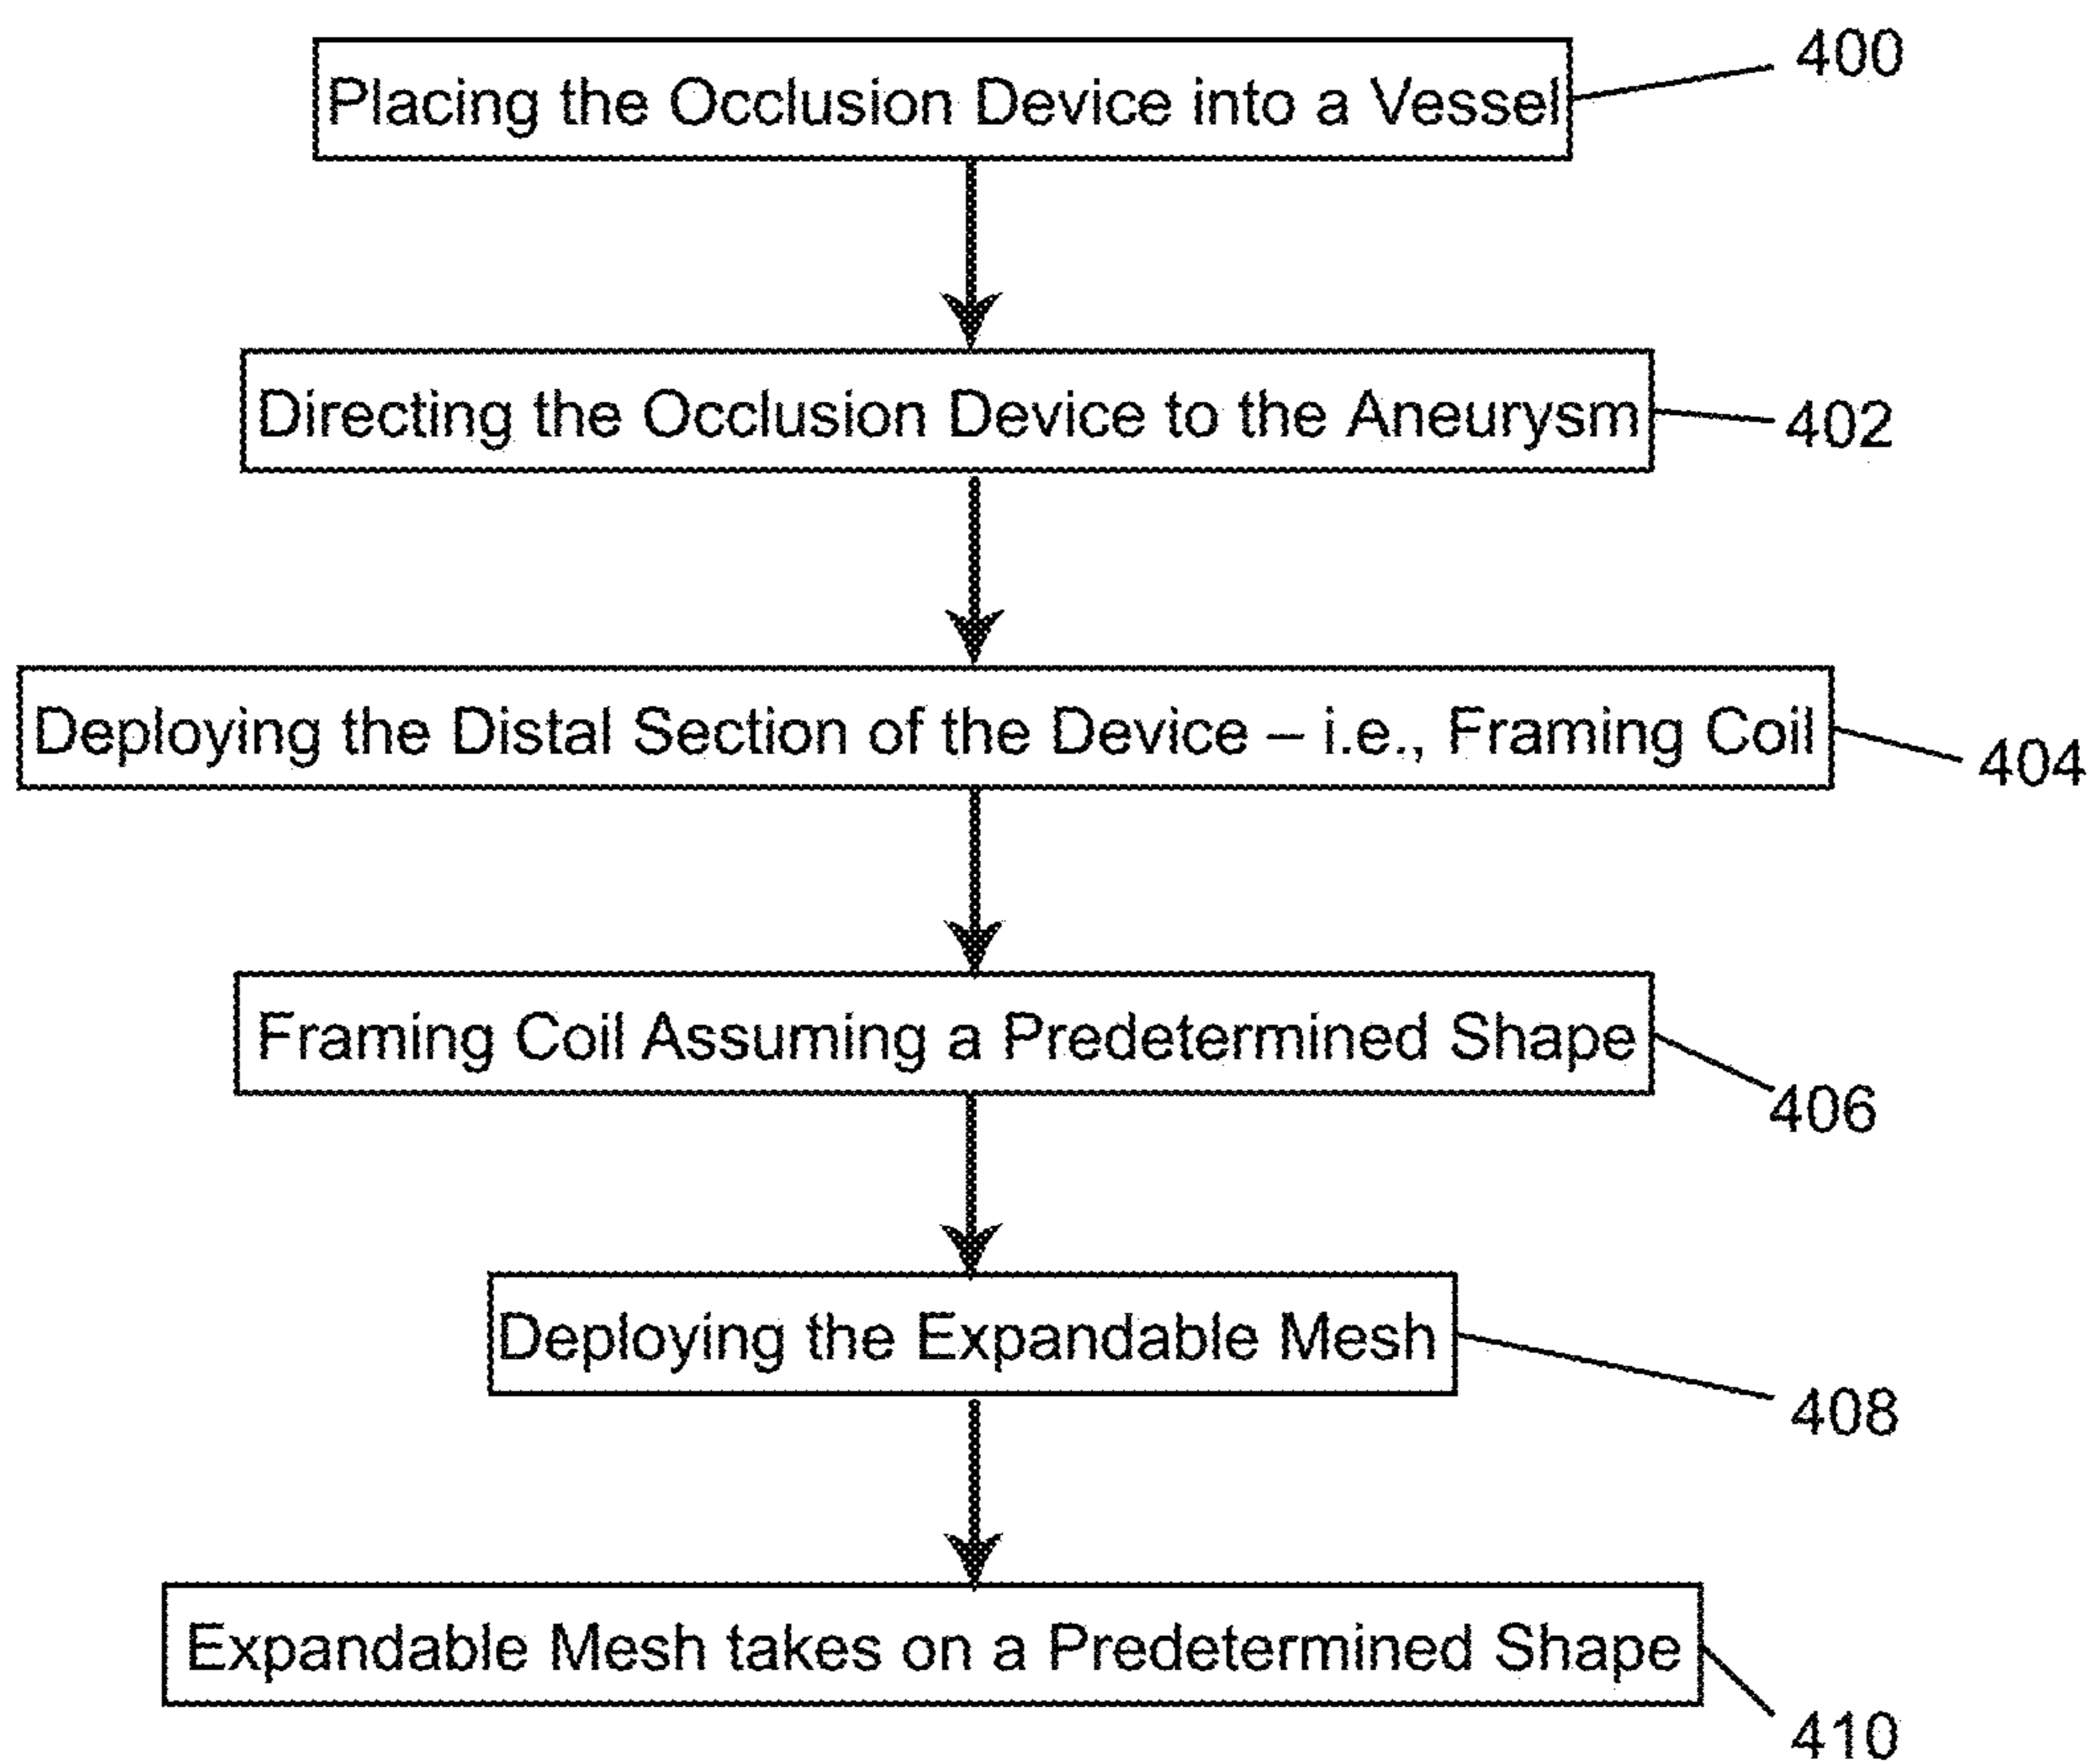 Placing the Occlusion Device into a Vessel
400
Directing the Occlusion Device to the Aneurysm
402
Deploying the Distal Section of the Device – i.e., Framing Coil
404
Framing Coil Assuming a Predetermined Shape
406
Deploying the Expandable Mesh
408
Expandable Mesh takes on a Predetermined Shape
410